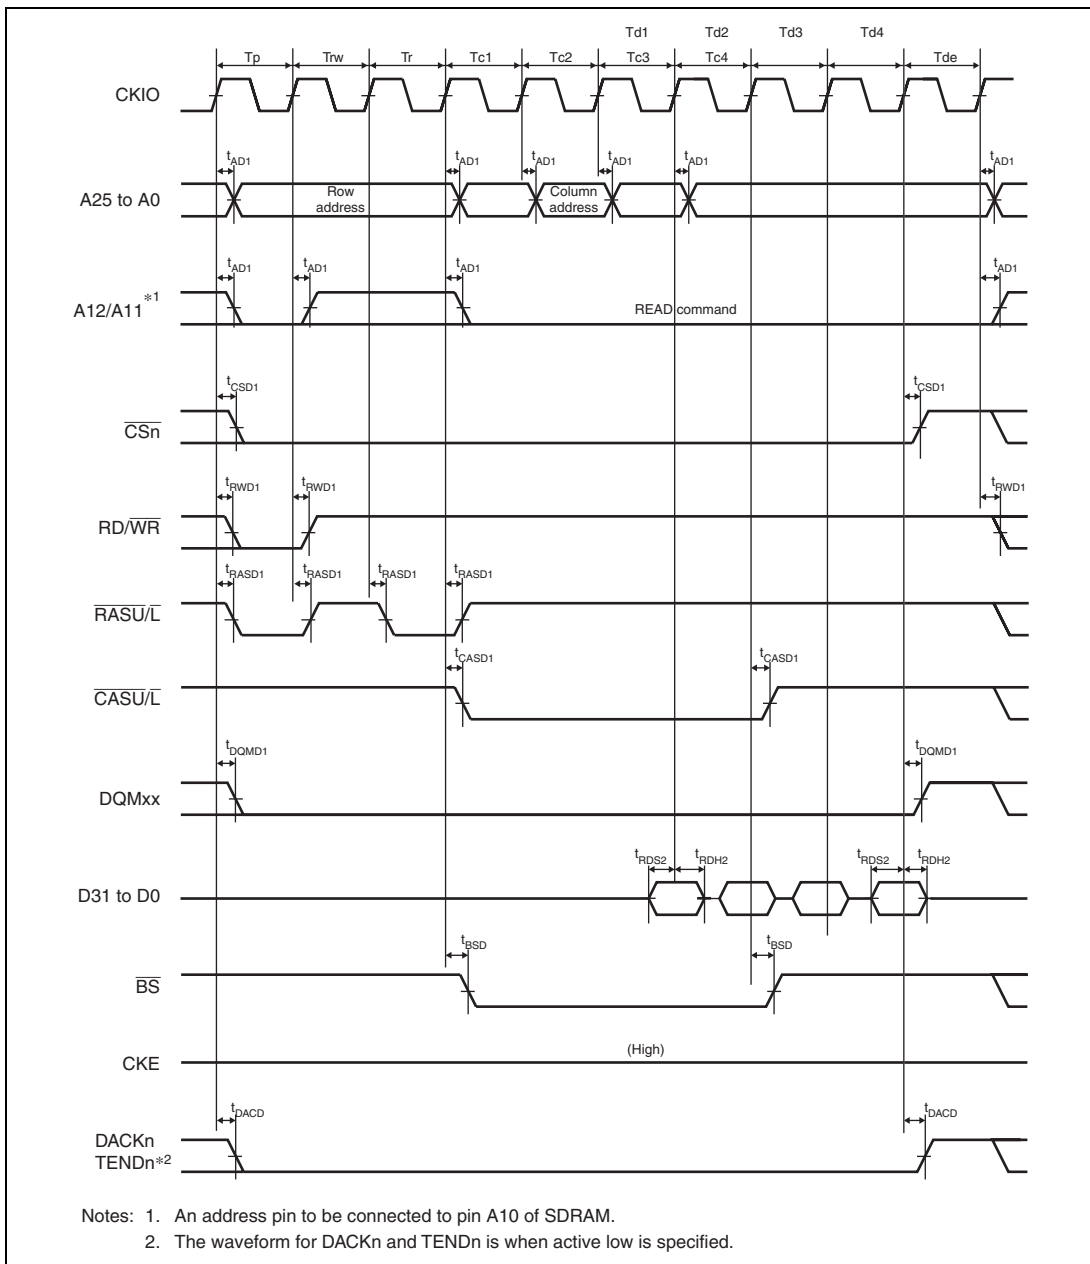 Td1 Td2 Td3 Td4
Tp Trw Tr Tc1 Tc2 Tc3 Tc4 Tde
CKIO
tAD1 tAD1 tAD1 tAD1 tAD1 tAD1
A25 to A0
Row address
Column address
tAD1 tAD1 tAD1 tAD1
A12/A11*1
READ command
tCSD1 tCSD1
CSn
tRWD1 tRWD1 tRWD1
RD/WR
tRASD1 tRASD1 tRASD1 tRASD1
RASU/L
tCASD1 tCASD1
CASU/L
tDQMD1 tDQMD1
DQMxx
tRDS2 tRDH2 tRDS2 tRDH2
D31 to D0
tBSD tBSD
BS
(High)
CKE
tDACD tDACD
DACKn
TENDn*2
Notes: 1. An address pin to be connected to pin A10 of SDRAM.
2. The waveform for DACKn and TENDn is when active low is specified.